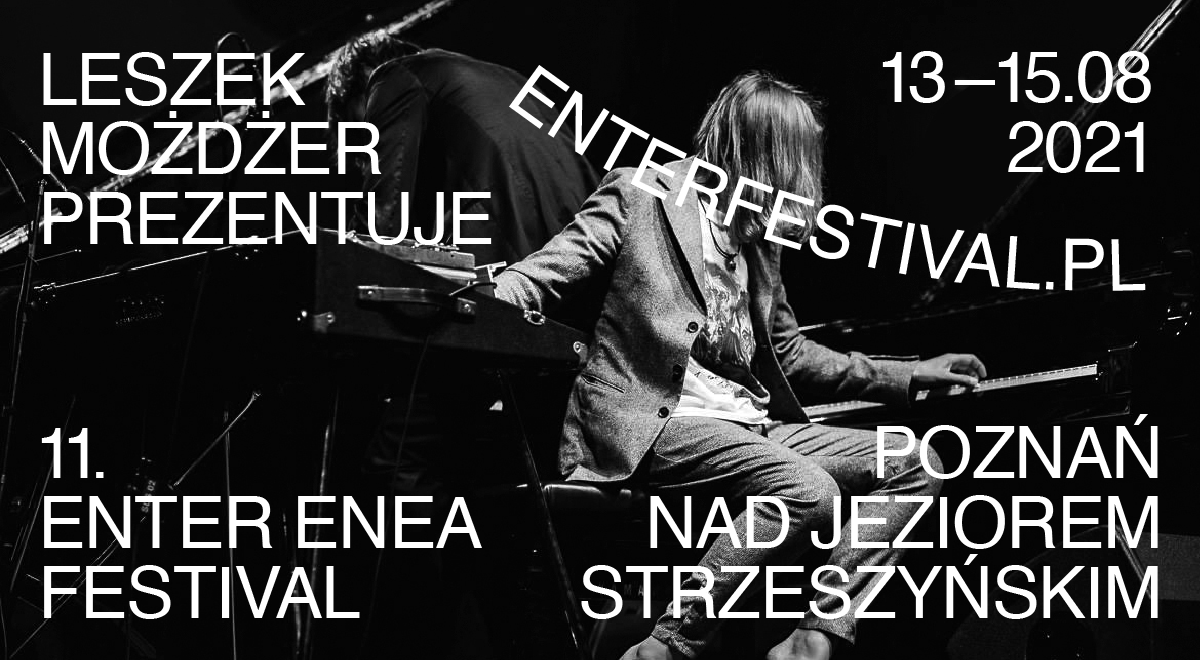 LESZEK
MOŻDŻER
PREZENTUJE
13–15.08
2021
ENTERFESTIVAL.PL
11.
ENTER ENEA
FESTIVAL
POZNAŃ
NAD JEZIOREM
STRZESZYŃSKIM